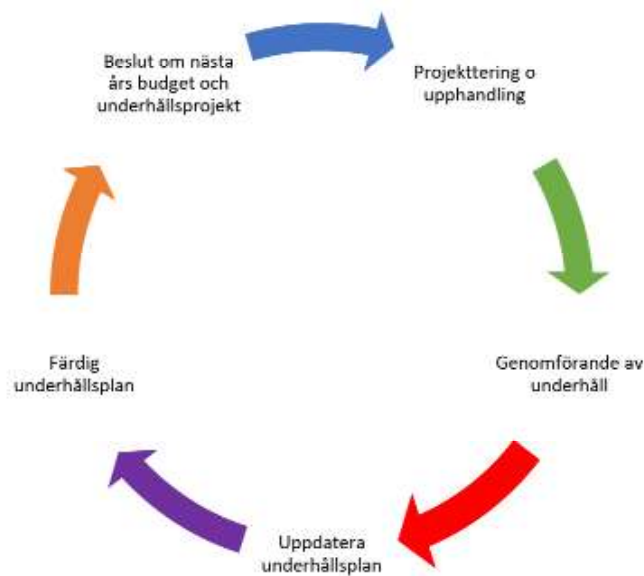 Beslut om nästa
års budget och
underhållsprojekt
Projekttering o
upphandling
Genomförande av
underhåll
Uppdatera
underhållsplan
Färdig
underhållsplan